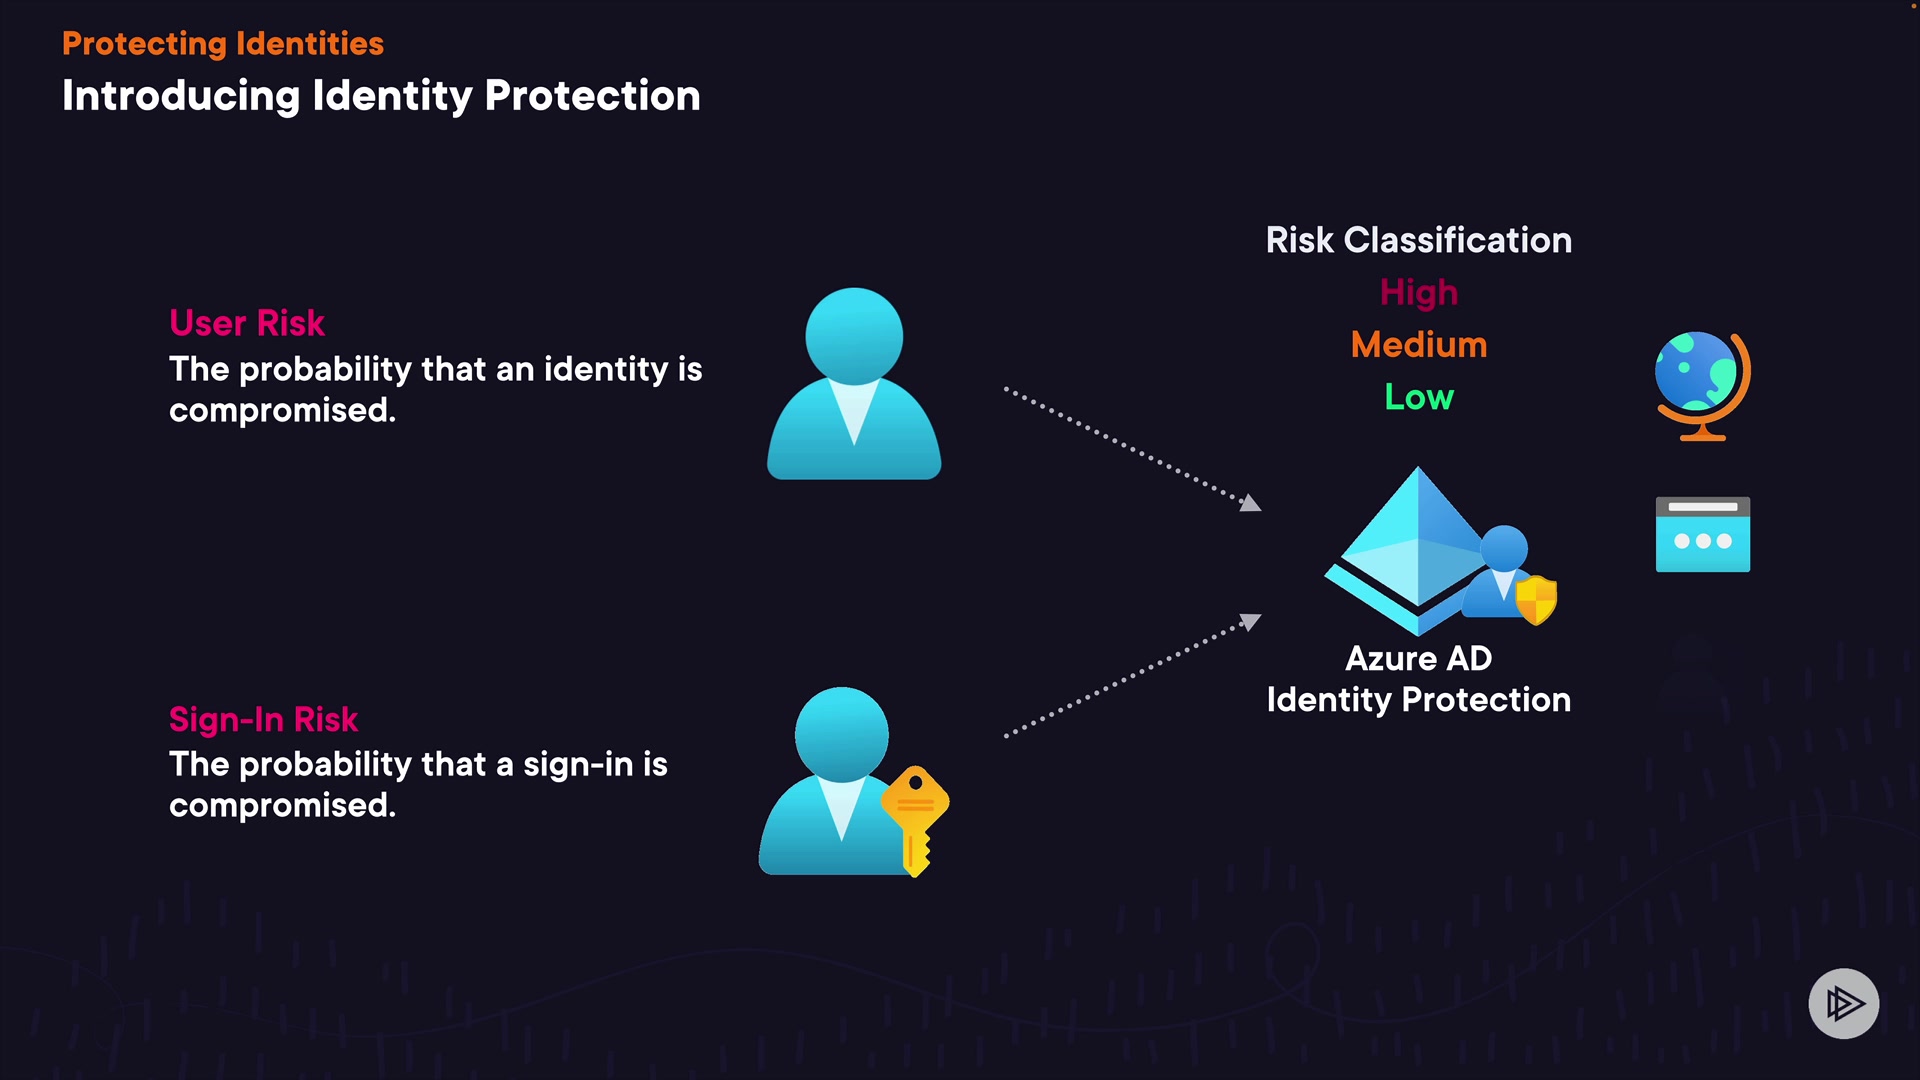 Protecting Identities
Introducing Identity Protection
User Risk
The probability that an identity is
compromised.
Sign-In Risk
The probability that a sign-in is
compromised.
Risk Classification
High
Medium
Low
Azure AD
Identity Protection